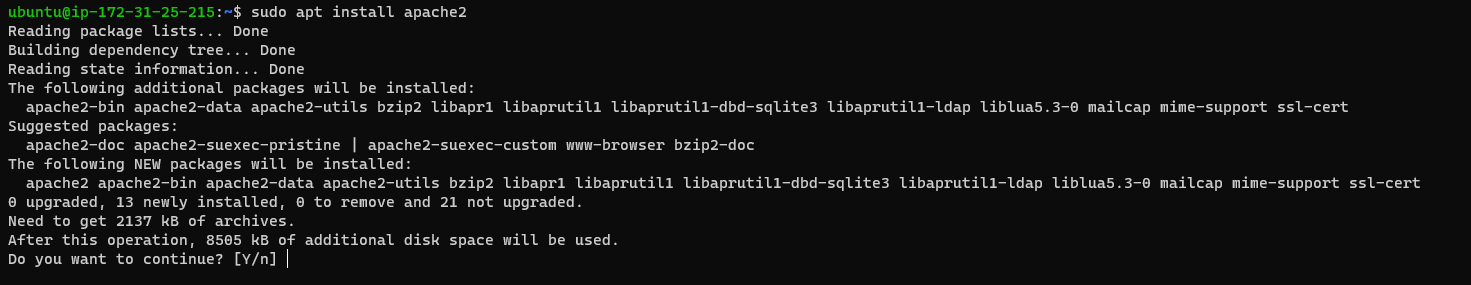 ubuntu@ip-172-31-25-215:~$ sudo apt install apache2
Reading package lists... Done
Building dependency tree... Done
Reading state information... Done
The following additional packages will be installed:
  apache2-bin apache2-data apache2-utils bzip2 libapr1 libaprutil1 libaprutil1-dbd-sqlite3 libaprutil1-ldap liblua5.3-0 mailcap mime-support ssl-cert
Suggested packages:
  apache2-doc apache2-suexec-pristine | apache2-suexec-custom www-browser bzip2-doc
The following NEW packages will be installed:
  apache2 apache2-bin apache2-data apache2-utils bzip2 libapr1 libaprutil1 libaprutil1-dbd-sqlite3 libaprutil1-ldap liblua5.3-0 mailcap mime-support ssl-cert
0 upgraded, 13 newly installed, 0 to remove and 21 not upgraded.
Need to get 2137 kB of archives.
After this operation, 8505 kB of additional disk space will be used.
Do you want to continue? [Y/n]